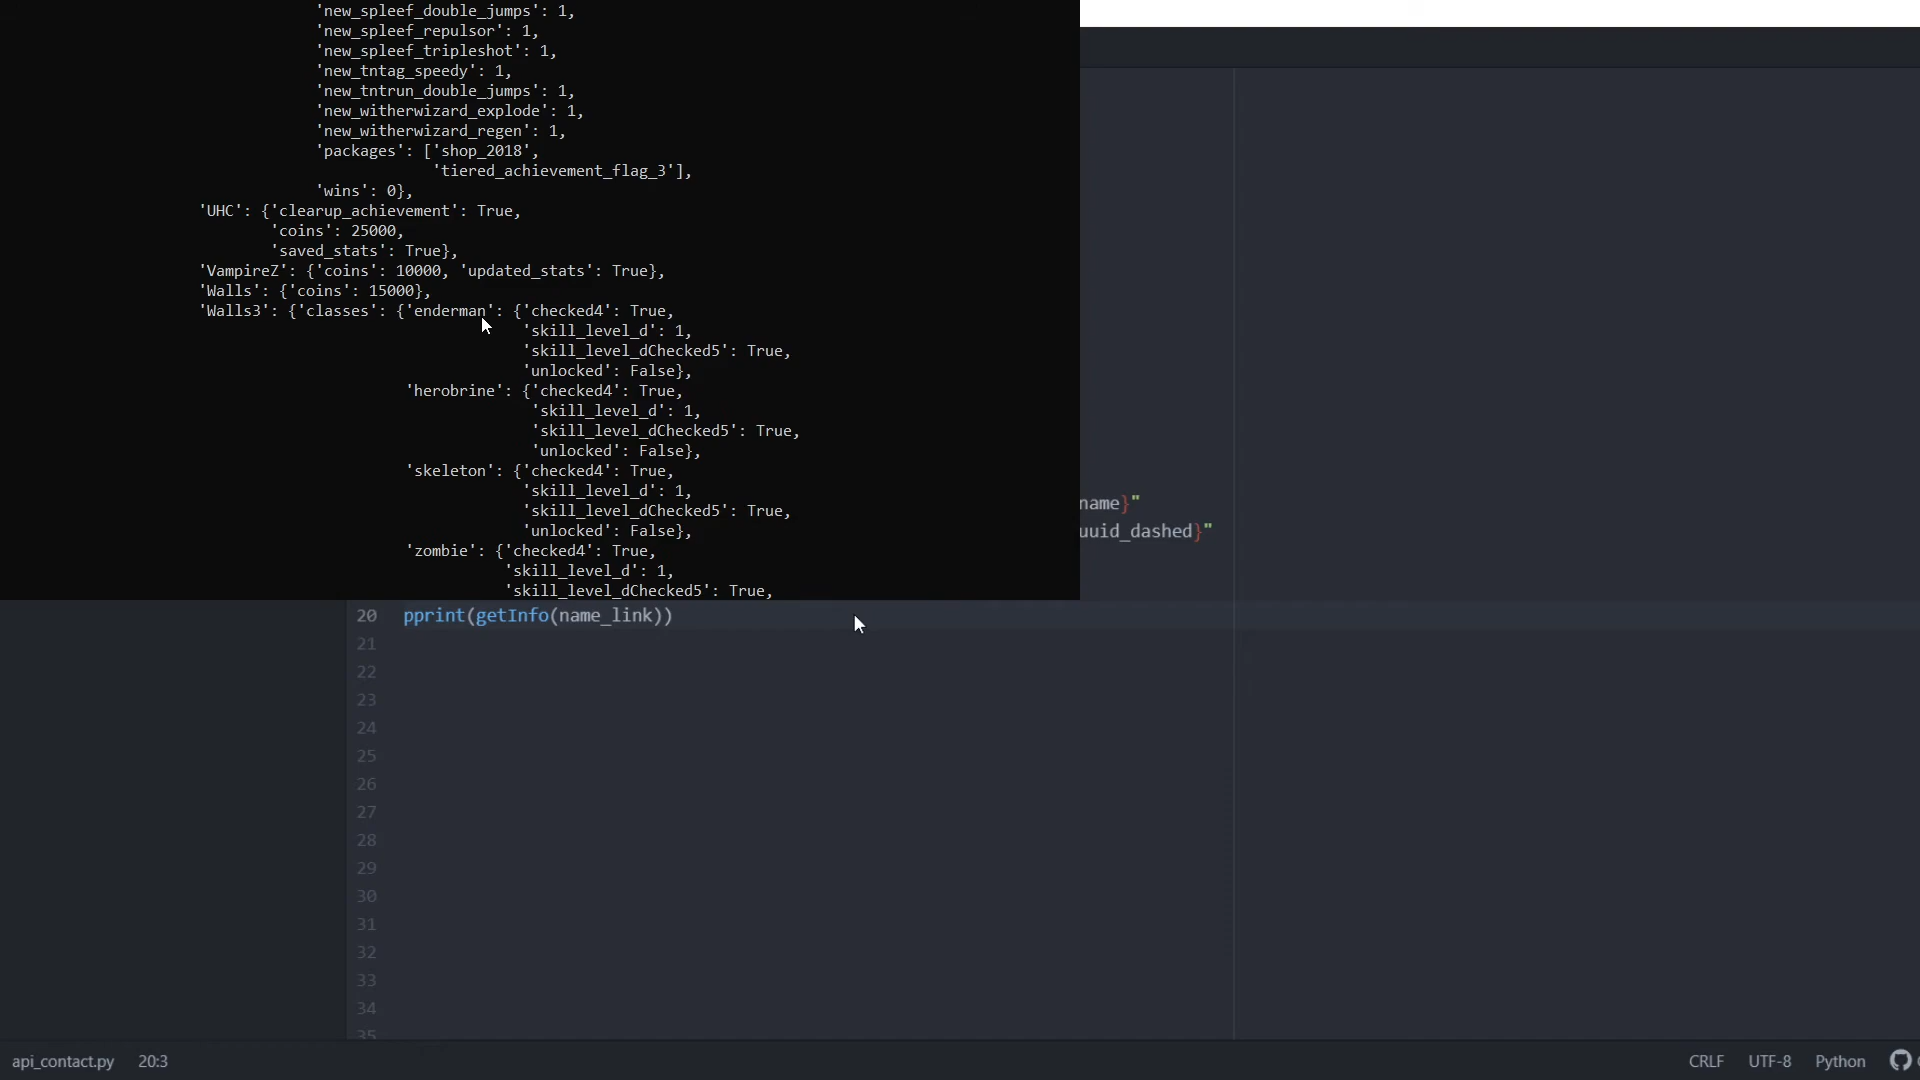 'new_spleef_double_jumps': 1,
'new_spleef_repulsor': 1,
'new_spleef_tripleshot': 1,
'new_tntag_speedy': 1,
'new_tntrun_double_jumps': 1,
'new_witherwizard_explode': 1,
'new_witherwizard_regen': 1,
'packages': ['shop_2018',
'tiered_achievement_flag_3'],
'wins': 0},
'UHC': {'clearup_achievement': True,
'coins': 25000,
'saved_stats': True},
'VampireZ': {'coins': 10000, 'updated_stats': True},
'Walls': {'coins': 15000},
'Walls3': {'classes': {'enderman': {'checked4': True,
'skill_level_d': 1,
'skill_level_dChecked5': True,
'unlocked': False},
'herobrine': {'checked4': True,
'skill_level_d': 1,
'skill_level_dChecked5': True,
'unlocked': False},
'skeleton': {'checked4': True,
'skill_level_d': 1,
'skill_level_dChecked5': True,
'unlocked': False},
'zombie': {'checked4': True,
'skill_level_d': 1,
'skill_level_dChecked5': True,
name}"
uuid_dashed}"
20 pprint(getInfo(name_link))
21
22
23
24
25
26
27
28
29
30
31
32
33
34
35
api_contact.py 20:3 CRLF UTF-8 Python